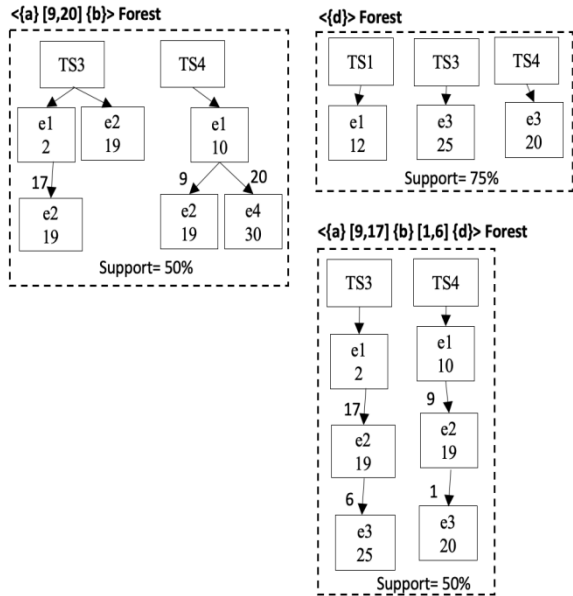 <{a} [9,20] {b}> Forest
TS3 TS4
e1 e2 e1
2 19 10
17 9 20
e2 e2 e4
19 19 30
Support= 50%
<{d}> Forest
TS1 TS3 TS4
e1 e3 e3
12 25 20
Support= 75%
<{a} [9,17] {b} [1,6] {d}> Forest
TS3 TS4
e1 e1
2 10
17 9
e2 e2
19 19
6 1
e3 e3
25 20
Support= 50%